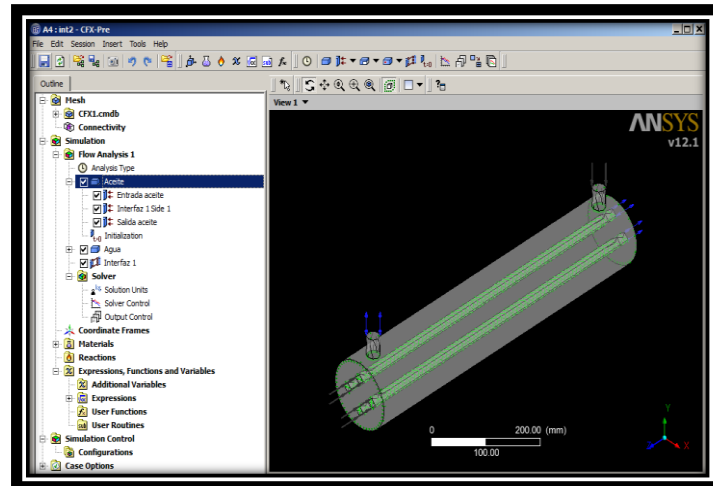 A4 : int2 - CFX-Pre
File Edit Session Insert Tools Help
Outline
Mesh
CFX1.cmdb
Connectivity
Simulation
Flow Analysis 1
Analysis Type
Aceite
Entrada aceite
Interfaz 1 Side 1
Salida aceite
Initialization
Agua
Interfaz 1
Solver
Solution Units
Solver Control
Output Control
Coordinate Frames
Materials
Reactions
Expressions, Functions and Variables
Additional Variables
Expressions
User Functions
User Routines
Simulation Control
Configurations
Case Options
View 1
ANSYS
v12.1
0 200.00 (mm)
100.00
Y
X